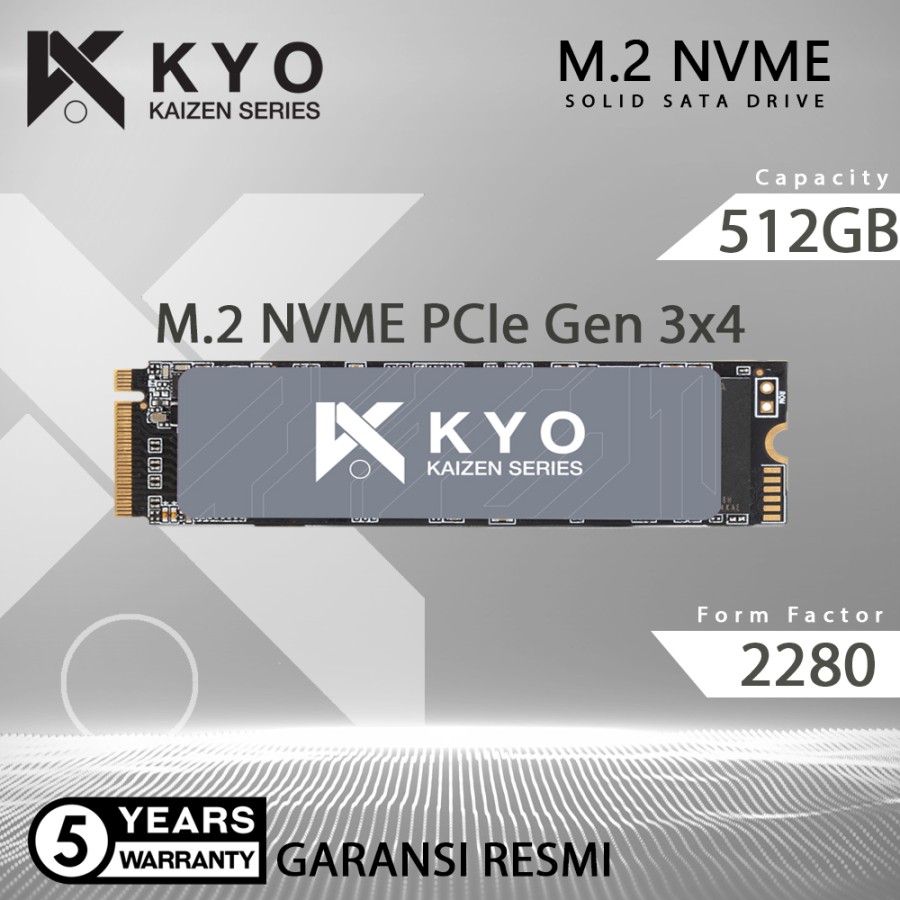 KYO
KAIZEN SERIES
M.2 NVME
SOLID SATA DRIVE
Capacity
512GB
M.2 NVME PCIe Gen 3x4
KYO
KAIZEN SERIES
Form Factor
2280
5 YEARS
WARRANTY
GARANSI RESMI